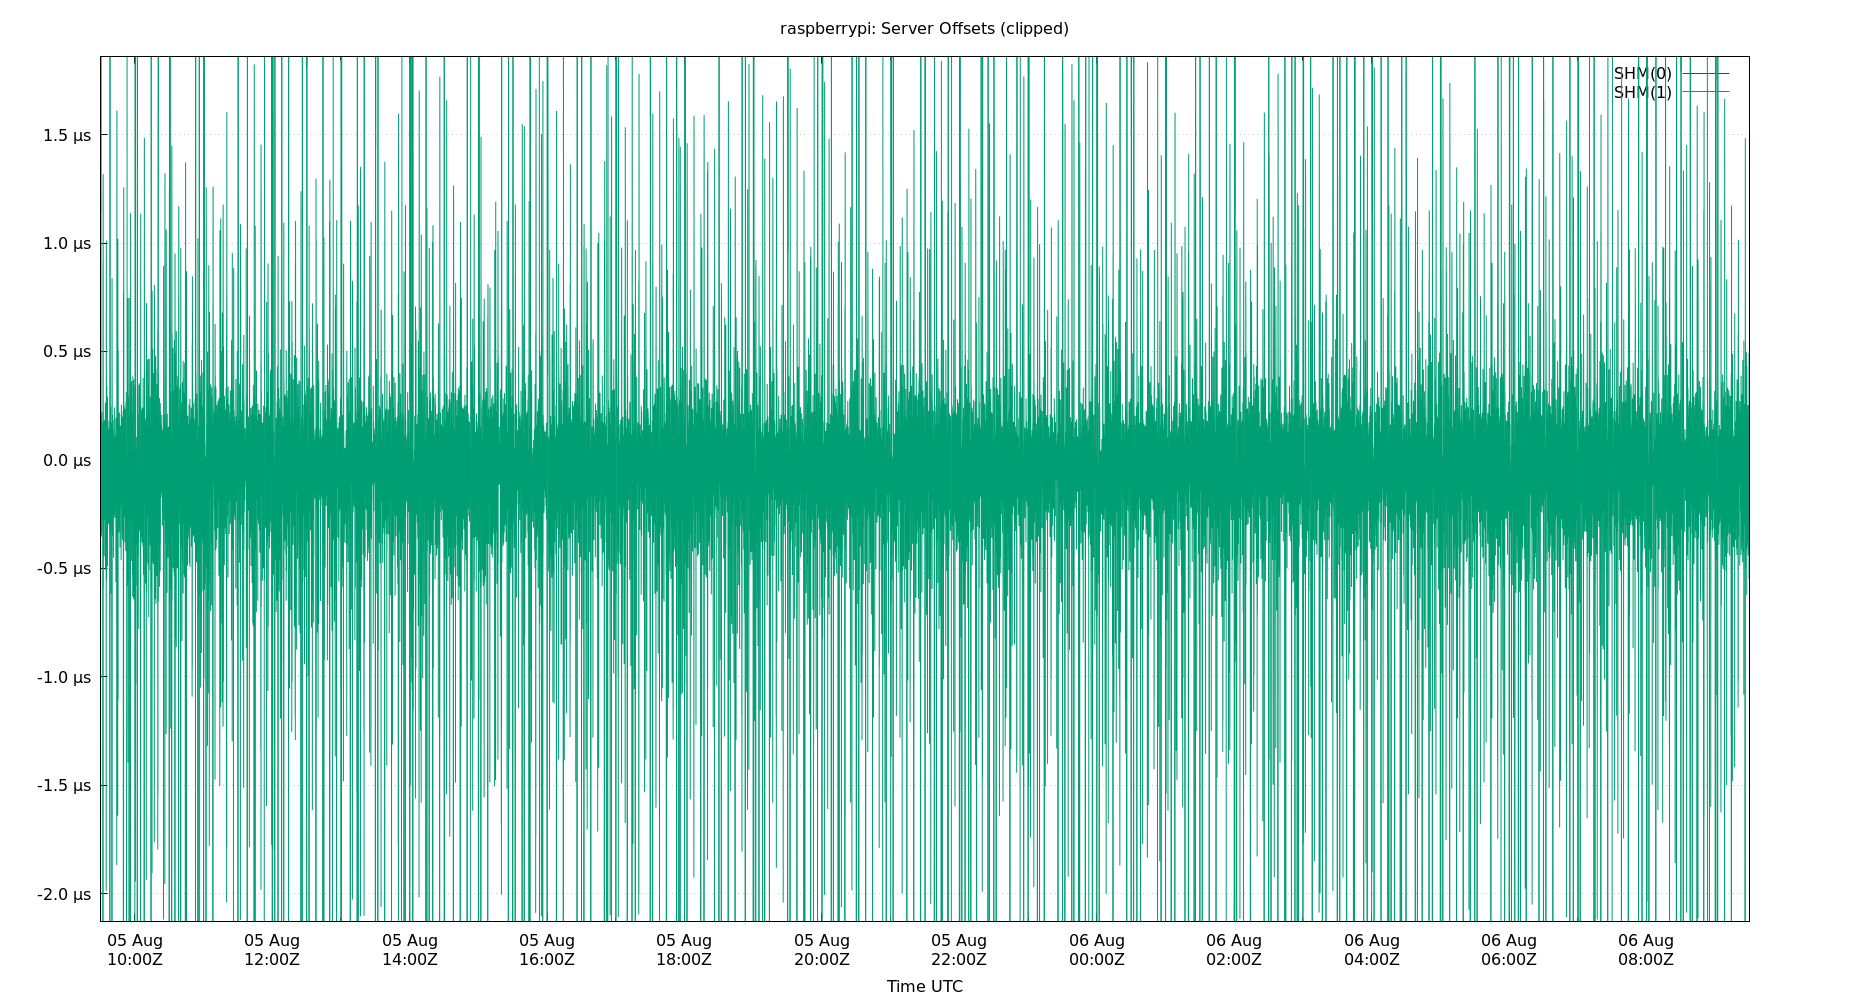 raspberrypi: Server Offsets (clipped)
SHM(0)
SHM(1)
1.5 µs
1.0 µs
0.5 µs
0.0 µs
-0.5 µs
-1.0 µs
-1.5 µs
-2.0 µs
05 Aug 05 Aug 05 Aug 05 Aug 05 Aug 05 Aug 05 Aug 06 Aug 06 Aug 06 Aug 06 Aug 06 Aug
10:00Z 12:00Z 14:00Z 16:00Z 18:00Z 20:00Z 22:00Z 00:00Z 02:00Z 04:00Z 06:00Z 08:00Z
Time UTC